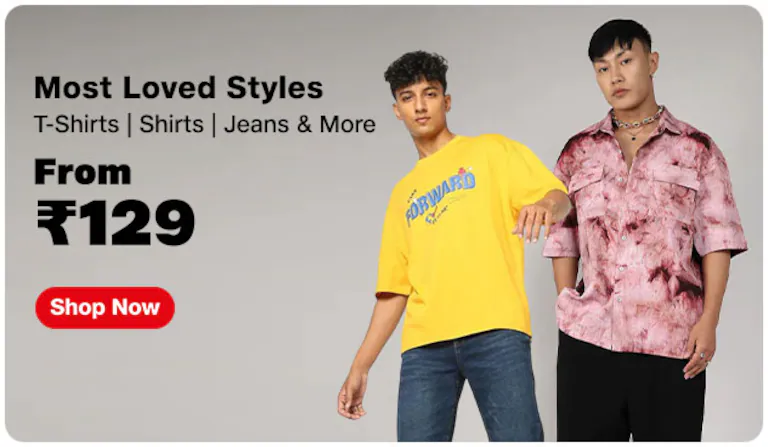 Most Loved Styles
T-Shirts | Shirts | Jeans & More
From
₹129
Shop Now
FORWARD